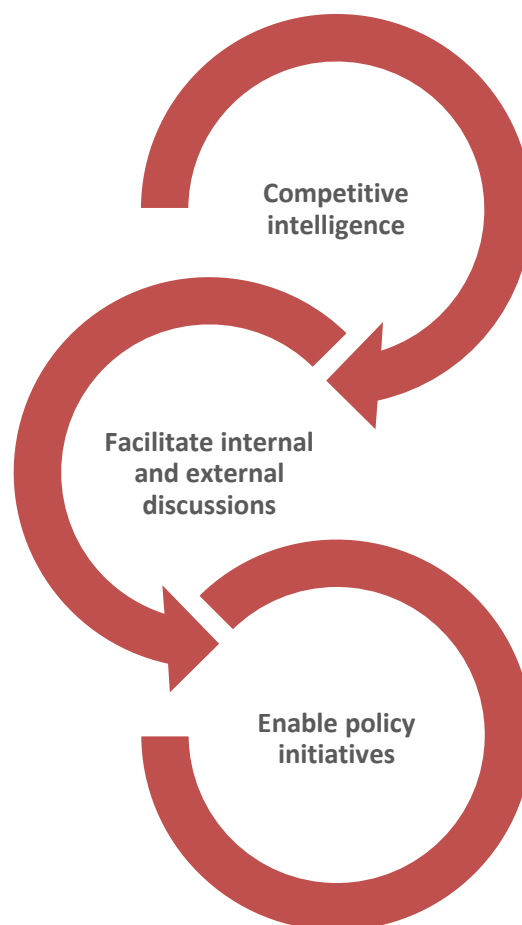 Competitive
intelligence
Facilitate internal
and external
discussions
Enable policy
initiatives